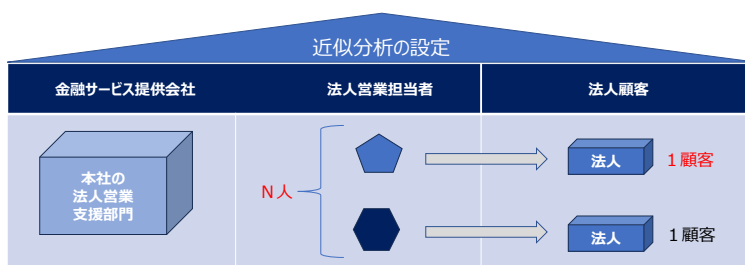 近似分析の設定
金融サービス提供会社
法人営業担当者
法人顧客
本社の
法人営業
支援部門
N人
法人
1顧客
法人
1顧客